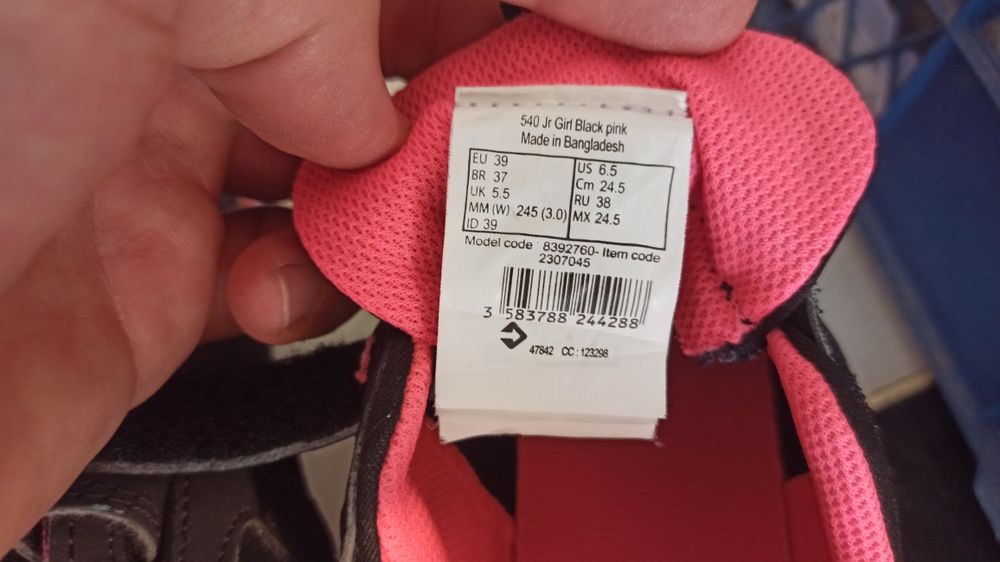 540 Jr Girl Black pink
Made in Bangladesh
EU 39
BR 37
UK 5.5
MM (W) 245 (3.0)
ID 39
US 6.5
Cm 24.5
RU 38
MX 24.5
Model code 8392760- Item code
2307045
3 583788 244288
47842 CC : 123298